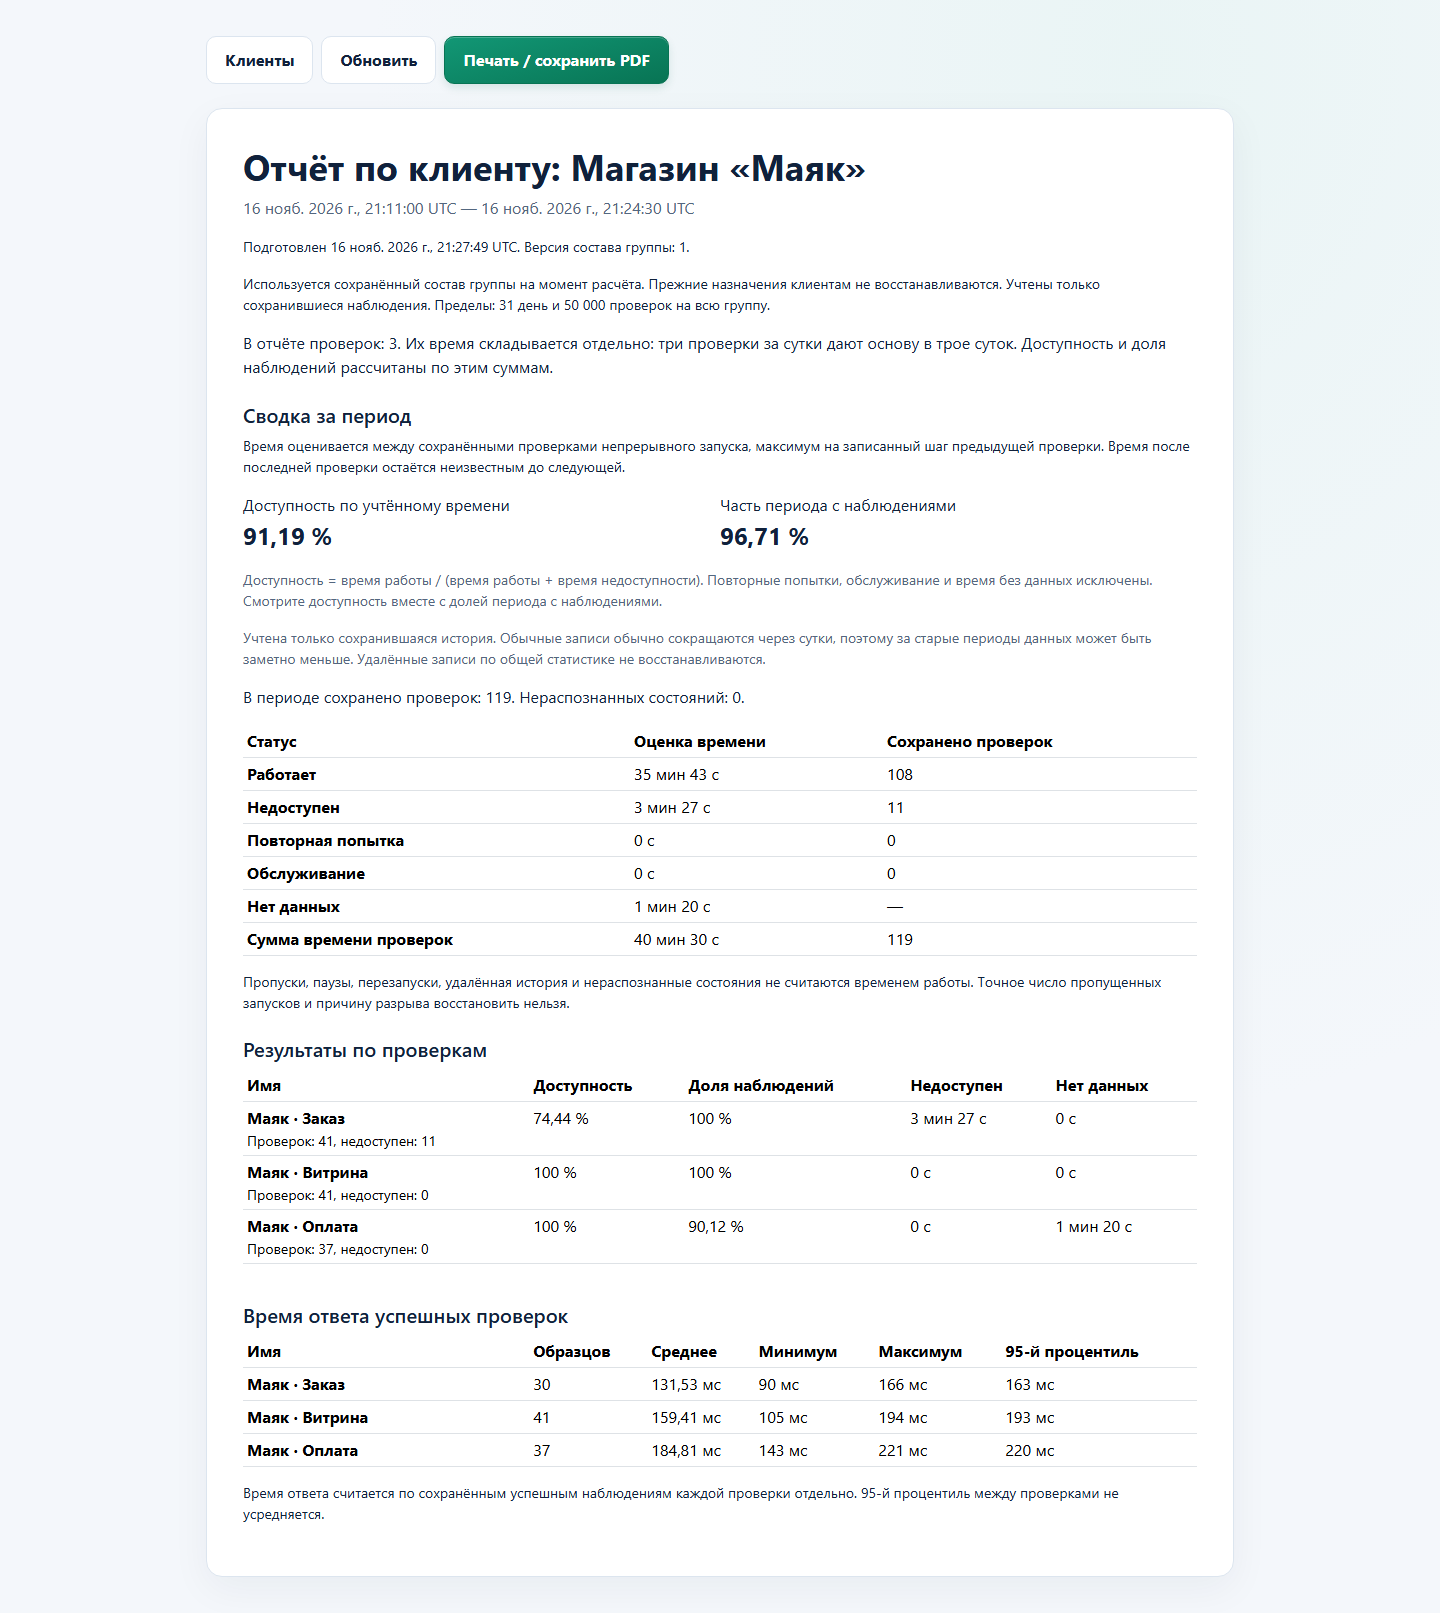 Клиенты Обновить Печать / сохранить PDF
Отчёт по клиенту: Магазин «Маяк»
16 нояб. 2026 г., 21:11:00 UTC — 16 нояб. 2026 г., 21:24:30 UTC
Подготовлен 16 нояб. 2026 г., 21:27:49 UTC. Версия состава группы: 1.
Используется сохранённый состав группы на момент расчёта. Прежние назначения клиентам не восстанавливаются. Учтены только
сохранившиеся наблюдения. Пределы: 31 день и 50 000 проверок на всю группу.
В отчёте проверок: 3. Их время складывается отдельно: три проверки за сутки дают основу в трое суток. Доступность и доля
наблюдений рассчитаны по этим суммам.
Сводка за период
Время оценивается между сохранёнными проверками непрерывного запуска, максимум на записанный шаг предыдущей проверки. Время после
последней проверки остаётся неизвестным до следующей.
Доступность по учтённому времени Часть периода с наблюдениями
91,19 % 96,71 %
Доступность = время работы / (время работы + время недоступности). Повторные попытки, обслуживание и время без данных исключены.
Смотрите доступность вместе с долей периода с наблюдениями.
Учтена только сохранившаяся история. Обычные записи обычно сокращаются через сутки, поэтому за старые периоды данных может быть
заметно меньше. Удалённые записи по общей статистике не восстанавливаются.
В периоде сохранено проверок: 119. Нераспознанных состояний: 0.
Статус Оценка времени Сохранено проверок
Работает 35 мин 43 с 108
Недоступен 3 мин 27 с 11
Повторная попытка 0 с 0
Обслуживание 0 с 0
Нет данных 1 мин 20 с —
Сумма времени проверок 40 мин 30 с 119
Пропуски, паузы, перезапуски, удалённая история и нераспознанные состояния не считаются временем работы. Точное число пропущенных
запусков и причину разрыва восстановить нельзя.
Результаты по проверкам
Имя Доступность Доля наблюдений Недоступен Нет данных
Маяк · Заказ 74,44 % 100 % 3 мин 27 с 0 с
Проверок: 41, недоступен: 11
Маяк · Витрина 100 % 100 % 0 с 0 с
Проверок: 41, недоступен: 0
Маяк · Оплата 100 % 90,12 % 0 с 1 мин 20 с
Проверок: 37, недоступен: 0
Время ответа успешных проверок
Имя Образцов Среднее Минимум Максимум 95-й процентиль
Маяк · Заказ 30 131,53 мс 90 мс 166 мс 163 мс
Маяк · Витрина 41 159,41 мс 105 мс 194 мс 193 мс
Маяк · Оплата 37 184,81 мс 143 мс 221 мс 220 мс
Время ответа считается по сохранённым успешным наблюдениям каждой проверки отдельно. 95-й процентиль между проверками не
усредняется.